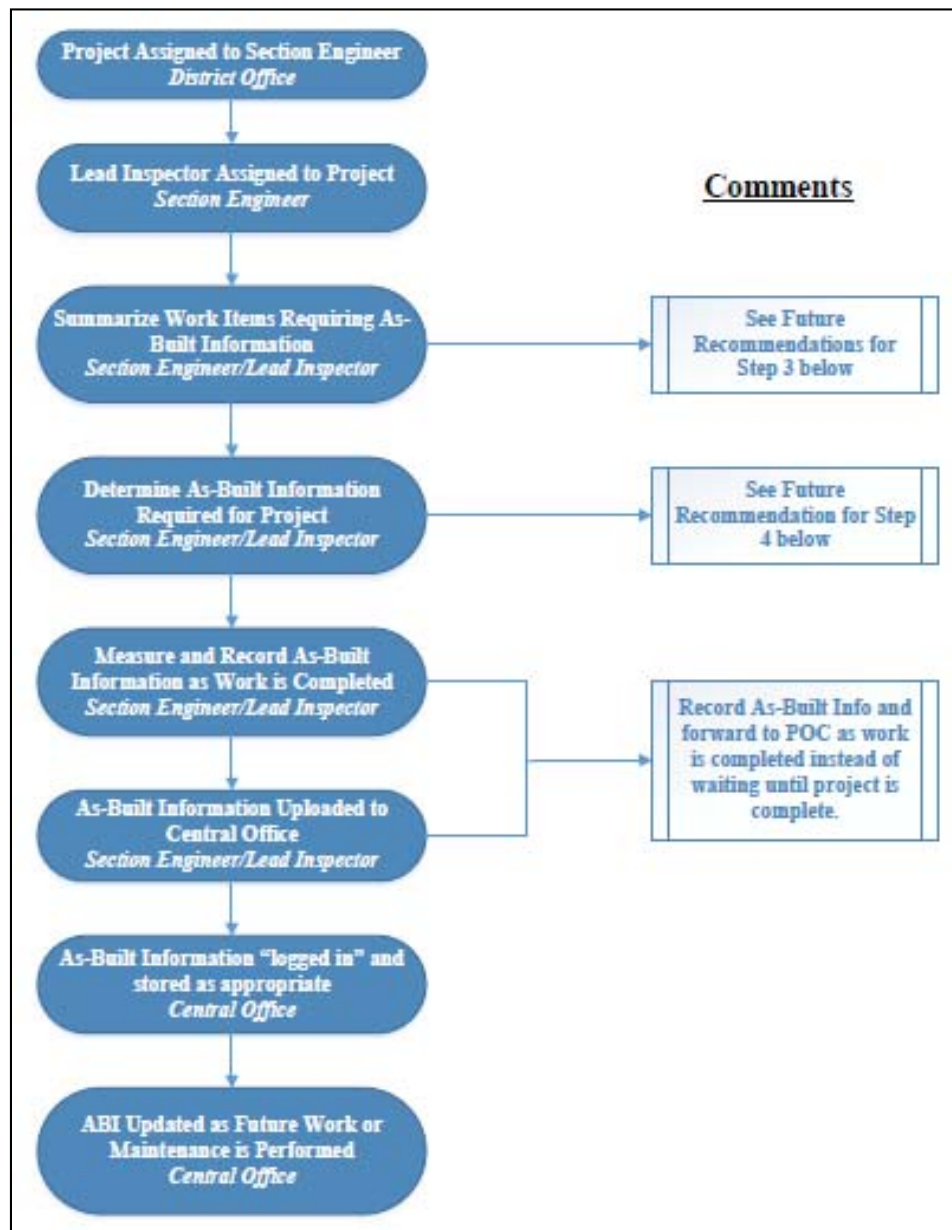 Project Assigned to Section Engineer
District Office
Lead Inspector Assigned to Project
Section Engineer
Comments
Summarize Work Items Requiring As-
Built Information
Section Engineer/Lead Inspector
See Future
Recommendations for
Step 3 below
Determine As-Built Information
Required for Project
Section Engineer/Lead Inspector
See Future
Recommendation for Step
4 below
Measure and Record As-Built
Information as Work is Completed
Section Engineer/Lead Inspector
Record As-Built Info and
forward to POC as work
is completed instead of
waiting until project is
complete.
As-Built Information Uploaded to
Central Office
Section Engineer/Lead Inspector
As-Built Information “logged in” and
stored as appropriate
Central Office
ABI Updated as Future Work or
Maintenance is Performed
Central Office